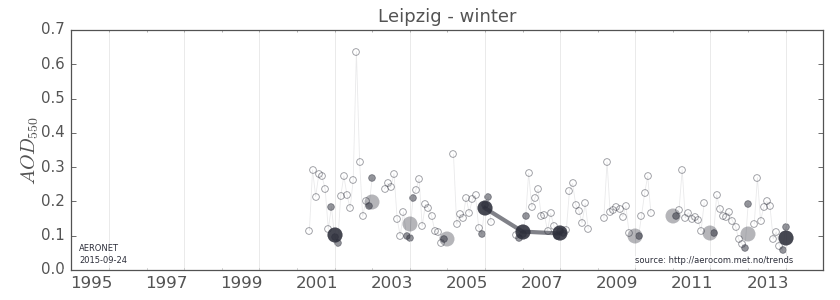 Leipzig - winter
AOD550
0.7
0.6
0.5
0.4
0.3
0.2
0.1
0.0
AERONET
2015-09-24
source: http://aerocom.met.no/trends
1995 1997 1999 2001 2003 2005 2007 2009 2011 2013